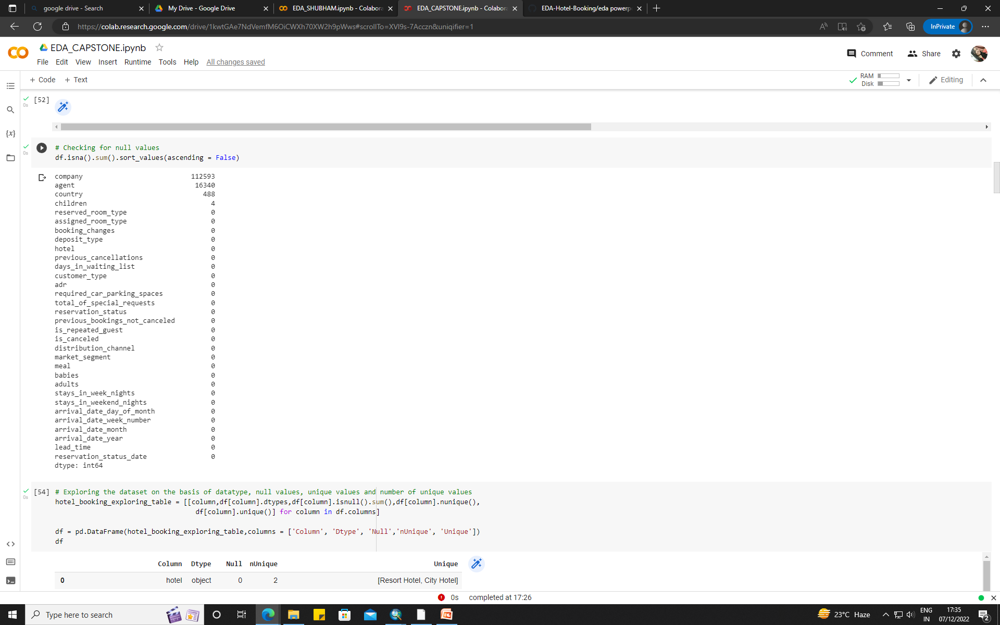 google drive - Search
My Drive - Google Drive
EDA_SHUBHAM.ipynb - Colabora
EDA_CAPSTONE.ipynb - Colabora
EDA-Hotel-Booking/eda powerp
https://colab.research.google.com/drive/1kwtGAe7NdVemfM6OiCWXh70XW2h9pWws#scrollTo=XVI9s-7Acczn&uniqifier=1
InPrivate
EDA_CAPSTONE.ipynb
File Edit View Insert Runtime Tools Help All changes saved
Comment Share
+ Code + Text
RAM
Disk
Editing
[52]
0s
{x}
0s
# Checking for null values
df.isna().sum().sort_values(ascending = False)
company 112593
agent 16340
country 488
children 4
reserved_room_type 0
assigned_room_type 0
booking_changes 0
deposit_type 0
hotel 0
previous_cancellations 0
days_in_waiting_list 0
customer_type 0
adr 0
required_car_parking_spaces 0
total_of_special_requests 0
reservation_status 0
previous_bookings_not_canceled 0
is_repeated_guest 0
is_canceled 0
distribution_channel 0
market_segment 0
meal 0
babies 0
adults 0
stays_in_week_nights 0
stays_in_weekend_nights 0
arrival_date_day_of_month 0
arrival_date_week_number 0
arrival_date_month 0
arrival_date_year 0
lead_time 0
reservation_status_date 0
dtype: int64
0s
[54] # Exploring the dataset on the basis of datatype, null values, unique values and number of unique values
hotel_booking_exploring_table = [[column,df[column].dtypes,df[column].isnull().sum(),df[column].nunique(),
df[column].unique()] for column in df.columns]
df = pd.DataFrame(hotel_booking_exploring_table,columns = ['Column', 'Dtype', 'Null','nUnique', 'Unique'])
df
Column Dtype Null nUnique Unique
0 hotel object 0 2 [Resort Hotel, City Hotel]
0s completed at 17:26
Type here to search
23°C Haze
ENG
IN
17:35
07/12/2022
2